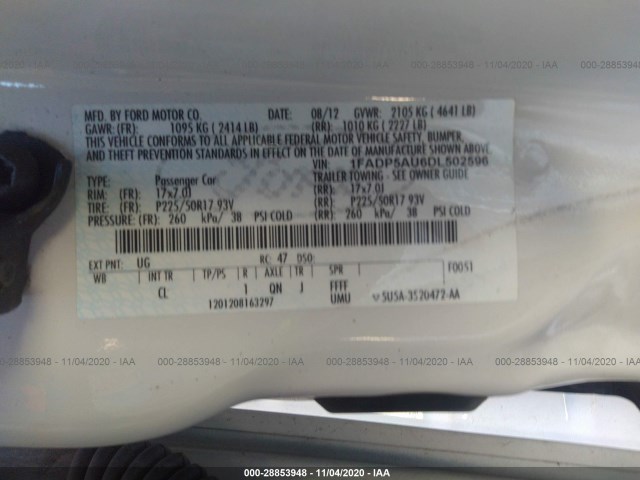 000-28853948 - 11/04/2020 - IAA
MFD. BY FORD MOTOR CO. DATE: 08/12 GVWR: 2105 KG ( 4641 LB)
GAWR: (FR): 1095 KG ( 2414 LB) (RR): 1010 KG ( 2227 LB)
THIS VEHICLE CONFORMS TO ALL APPLICABLE FEDERAL MOTOR VEHICLE SAFETY, BUMPER,
AND THEFT PREVENTION STANDARDS IN EFFECT ON THE DATE OF MANUFACTURE SHOWN ABOVE.
VIN: 1FADP5AU6DL502596
TYPE: Passenger Car TRAILER TOWING - SEE OWNER GUIDE
RIM: (FR): 17x7.0J (RR): 17x7.0J
TIRE: (FR): P225/50R17 93V (RR): P225/50R17 93V
PRESSURE: (FR): 260 kPa/ 38 PSI COLD (RR): 260 kPa/ 38 PSI COLD
EXT PNT: UG RC: 47 DSO: F0051
WB INT TR TP/PS R AXLE TR SPR
CL 1 QN J FFFF
1201208163297 UMU 5U5A-3520472-AA
000-28853948 - 11/04/2020 - IAA 000-28853948 - 11/04/2020 - IAA 000-28853948 - 11/04/2020 - IAA
000-28853948 - 11/04/2020 - IAA